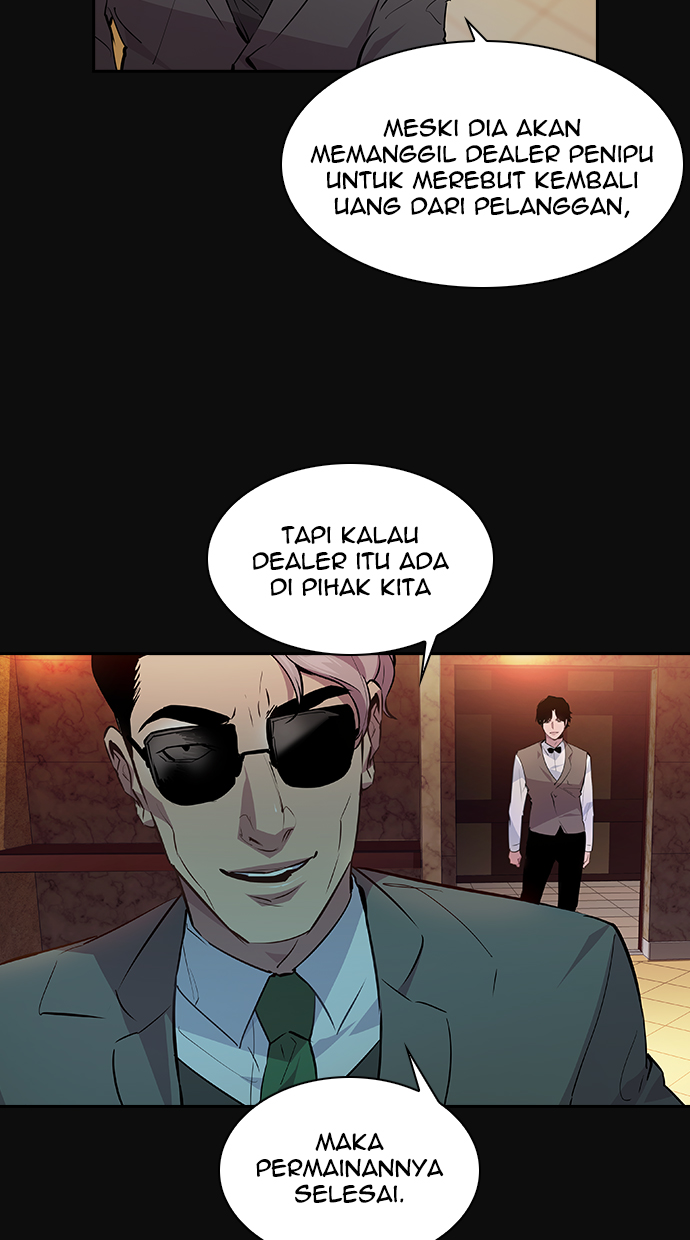 MESKI DIA AKAN
MEMANGGIL DEALER PENIPU
UNTUK MEREBUT KEMBALI
UANG DARI PELANGGAN,
TAPI KALAU
DEALER ITU ADA
DI PIHAK KITA
MAKA
PERMAINANNYA
SELESAI.